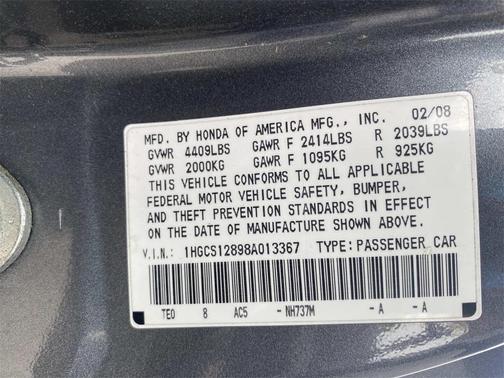 MFD. BY HONDA OF AMERICA MFG., INC. 02/08
GVWR 4409LBS GAWR F 2414LBS R 2039LBS
GVWR 2000KG GAWR F 1095KG R 925KG
THIS VEHICLE CONFORMS TO ALL APPLICABLE
FEDERAL MOTOR VEHICLE SAFETY, BUMPER,
AND THEFT PREVENTION STANDARDS IN EFFECT
ON THE DATE OF MANUFACTURE SHOWN ABOVE.
V.I.N.: 1HGCS12898A013367 TYPE: PASSENGER CAR
TEO 8 AC5 - NH737M - A - A